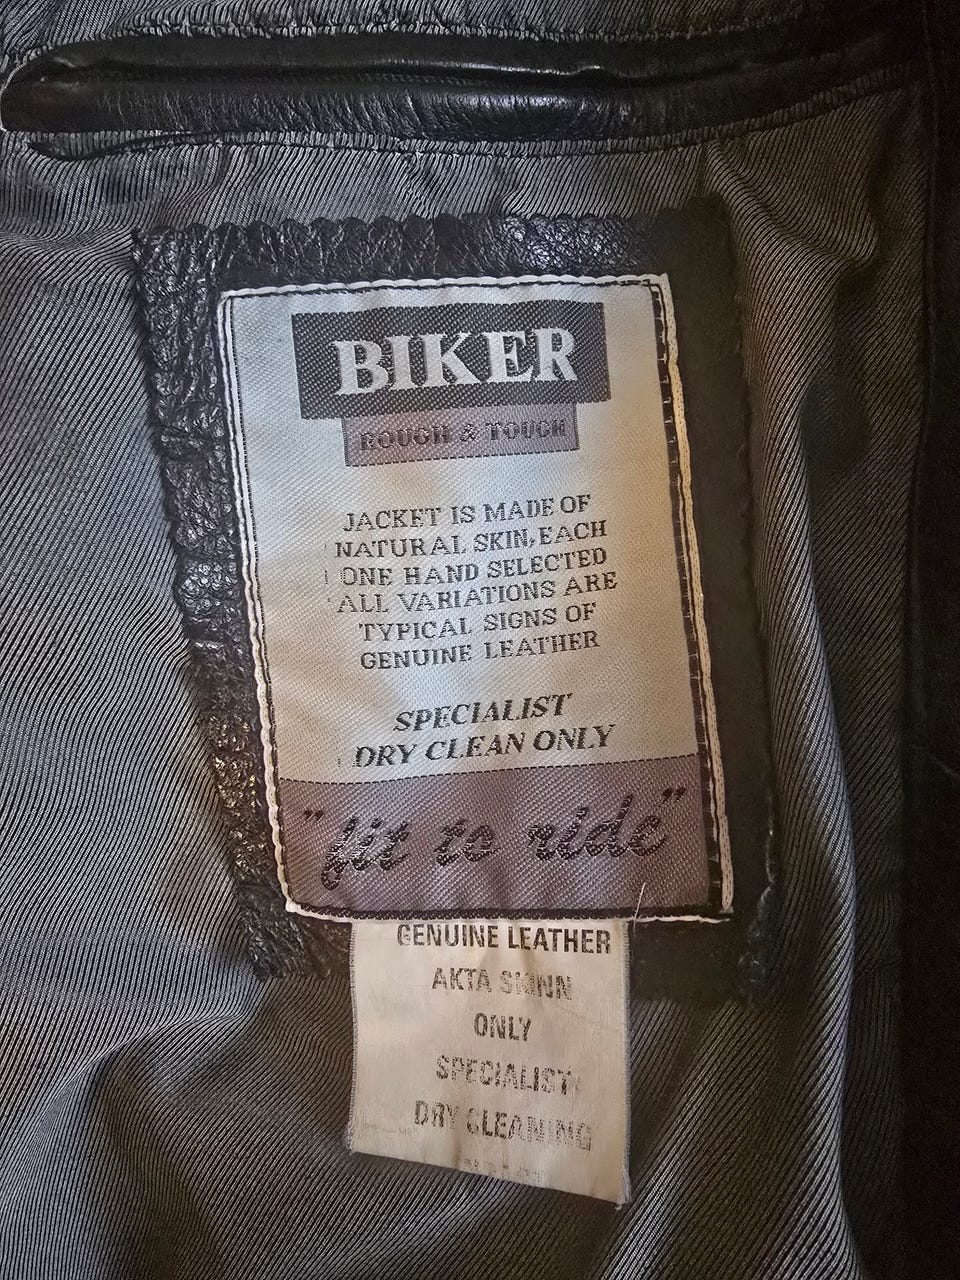 BIKER
ROUGH & TOUGH
JACKET IS MADE OF
NATURAL SKIN, EACH
ONE HAND SELECTED
ALL VARIATIONS ARE
TYPICAL SIGNS OF
GENUINE LEATHER
SPECIALIST
DRY CLEAN ONLY
"fit to ride"
GENUINE LEATHER
AKTA SKINN
ONLY
SPECIALIST
DRY CLEANING